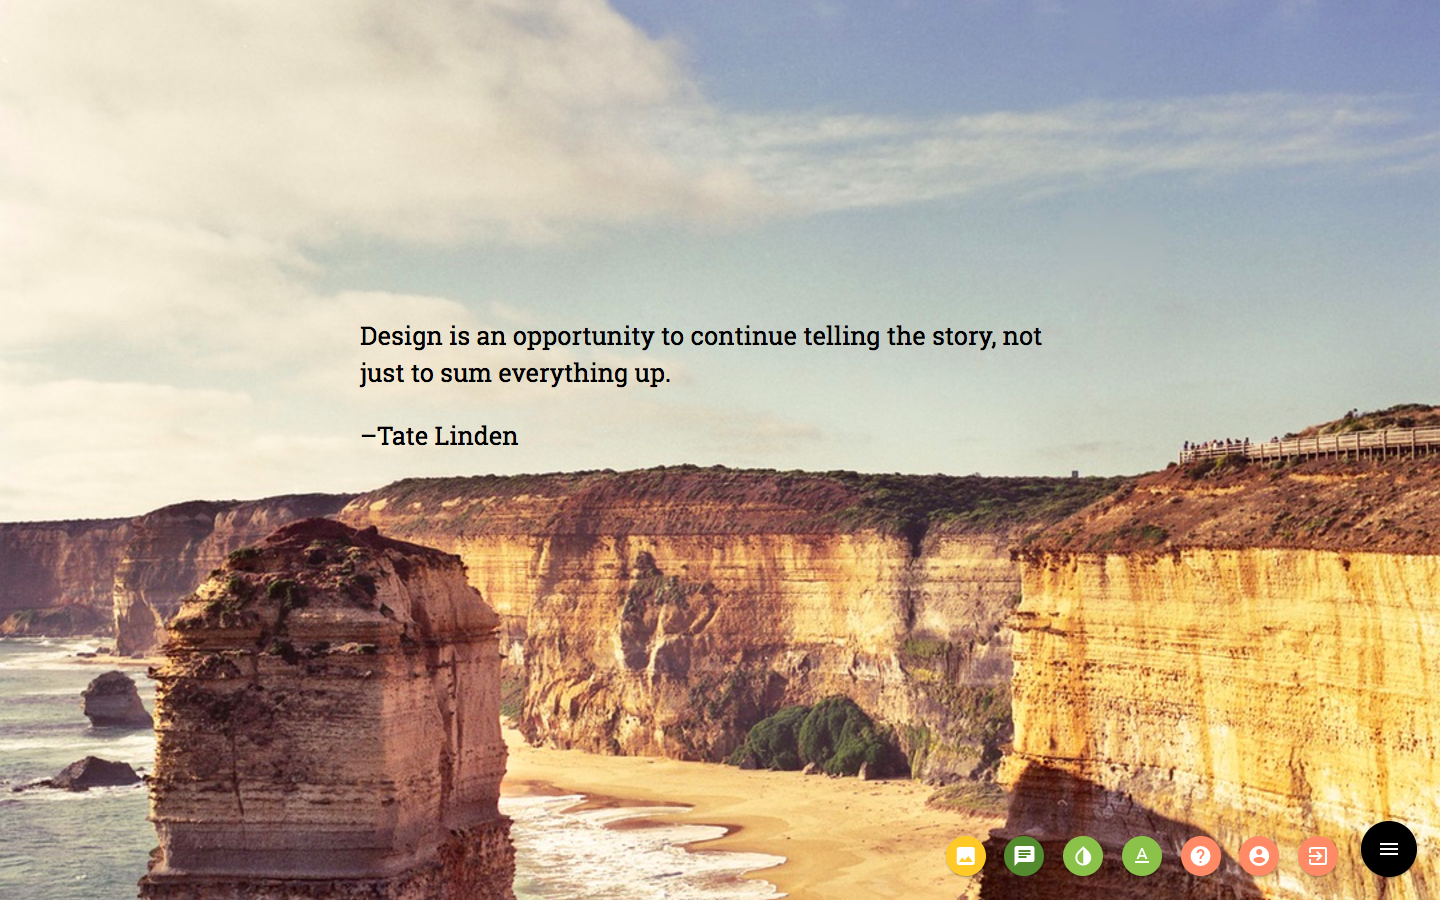 Design is an opportunity to continue telling the story, not
just to sum everything up.
–Tate Linden